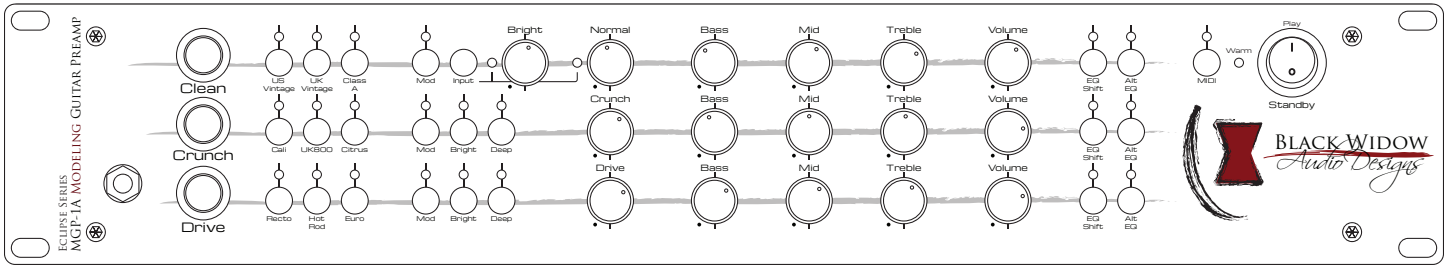 ECLIPSE SERIES
MGP-1A MODELING GUITAR PREAMP
Bright Normal Bass Mid Treble Volume
Play
Warm
Clean
US Vintage
UK Vintage
Class A
Mod Input
EQ Shift
Alt EQ
MIDI
Standby
Crunch Bass Mid Treble Volume
Crunch
Cali UK800 Citrus Mod Bright Deep
EQ Shift
Alt EQ
BLACK WIDOW
Audio Designs
Drive Bass Mid Treble Volume
Drive
Recto
Hot Rod
Euro Mod Bright Deep
EQ Shift
Alt EQ